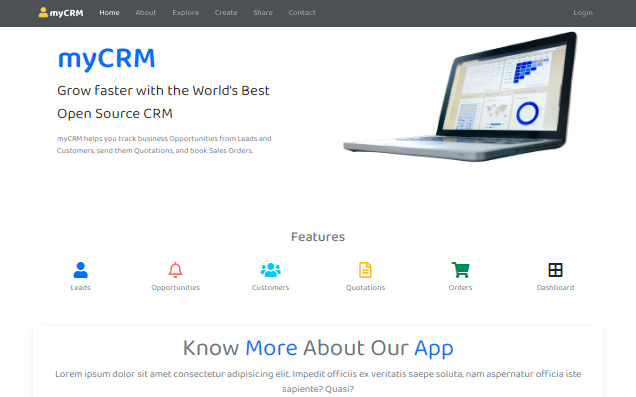 myCRM Home About Explore Create Share Contact Login
myCRM
Grow faster with the World's Best
Open Source CRM
myCRM helps you track business Opportunities from Leads and
Customers, send them Quotations, and book Sales Orders.
Features
Leads Opportunities Customers Quotations Orders Dashboard
Know More About Our App
Lorem ipsum dolor sit amet consectetur adipisicing elit. Impedit officiis ex veritatis saepe soluta, nam aspernatur officia iste
sapiente? Quasi?